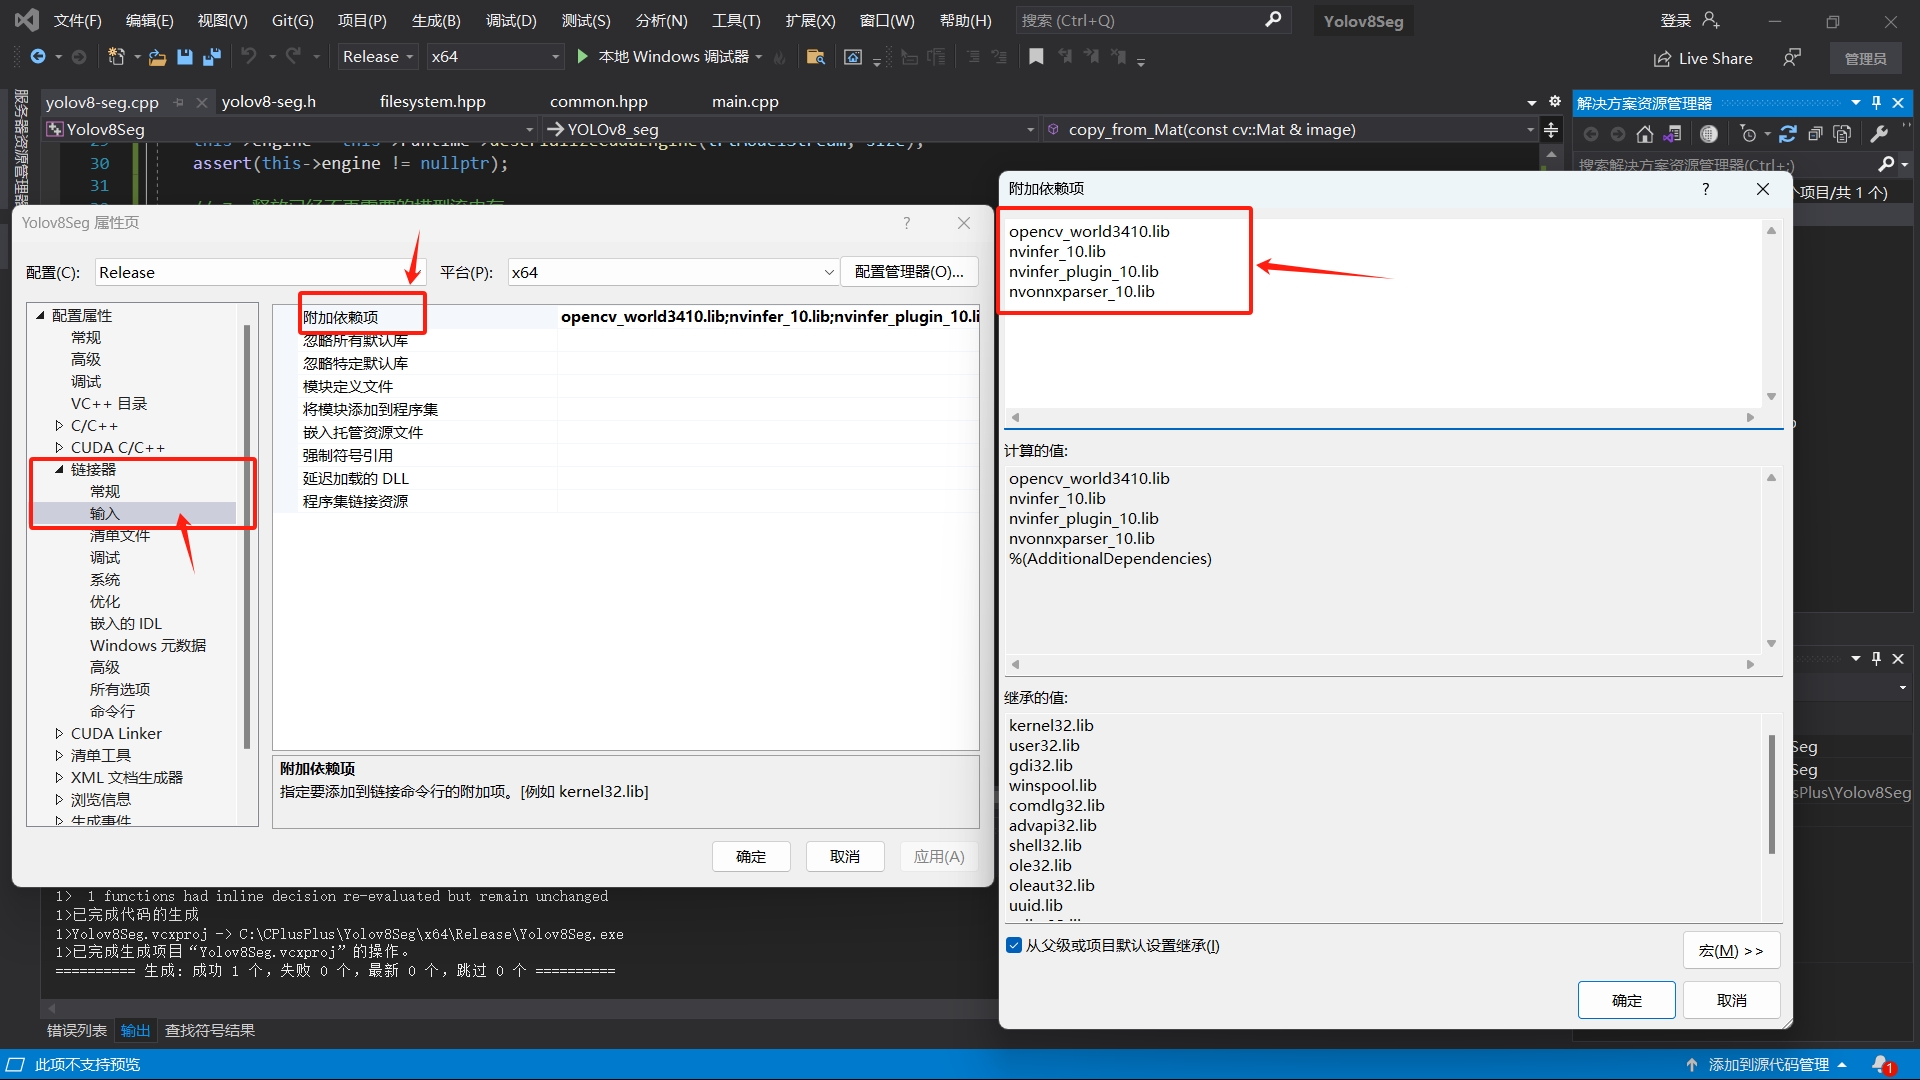 文件(F) 编辑(E) 视图(V) Git(G) 项目(P) 生成(B) 调试(D) 测试(S) 分析(N) 工具(T) 扩展(X) 窗口(W) 帮助(H) 搜索 (Ctrl+Q) Yolov8Seg 登录
Release x64 本地 Windows 调试器 Live Share 管理员
服务器资源管理器
yolov8-seg.cpp yolov8-seg.h filesystem.hpp common.hpp main.cpp
Yolov8Seg YOLOv8_seg copy_from_Mat(const cv::Mat & image)
30 assert(this->engine != nullptr);
31
解决方案资源管理器
搜索解决方案资源管理器(Ctrl+;)
项目/共 1 个)
Yolov8Seg 属性页
配置(C): Release 平台(P): x64 配置管理器(O)...
配置属性
常规
高级
调试
VC++ 目录
C/C++
CUDA C/C++
链接器
常规
输入
清单文件
调试
系统
优化
嵌入的 IDL
Windows 元数据
高级
所有选项
命令行
CUDA Linker
清单工具
XML 文档生成器
浏览信息
生成事件
附加依赖项 opencv_world3410.lib;nvinfer_10.lib;nvinfer_plugin_10.li
忽略所有默认库
忽略特定默认库
模块定义文件
将模块添加到程序集
嵌入托管资源文件
强制符号引用
延迟加载的 DLL
程序集链接资源
附加依赖项
指定要添加到链接命令行的附加项。[例如 kernel32.lib]
确定 取消 应用(A)
附加依赖项
opencv_world3410.lib
nvinfer_10.lib
nvinfer_plugin_10.lib
nvonnxparser_10.lib
计算的值:
opencv_world3410.lib
nvinfer_10.lib
nvinfer_plugin_10.lib
nvonnxparser_10.lib
%(AdditionalDependencies)
继承的值:
kernel32.lib
user32.lib
gdi32.lib
winspool.lib
comdlg32.lib
advapi32.lib
shell32.lib
ole32.lib
oleaut32.lib
uuid.lib
从父级或项目默认设置继承(I)
宏(M) >>
确定 取消
Seg
Seg
sPlus\Yolov8Seg
1> 1 functions had inline decision re-evaluated but remain unchanged
1>已完成代码的生成
1>Yolov8Seg.vcxproj -> C:\CPlusPlus\Yolov8Seg\x64\Release\Yolov8Seg.exe
1>已完成生成项目“Yolov8Seg.vcxproj”的操作。
========== 生成: 成功 1 个，失败 0 个，最新 0 个，跳过 0 个 ==========
错误列表 输出 查找符号结果
此项不支持预览 添加到源代码管理 1